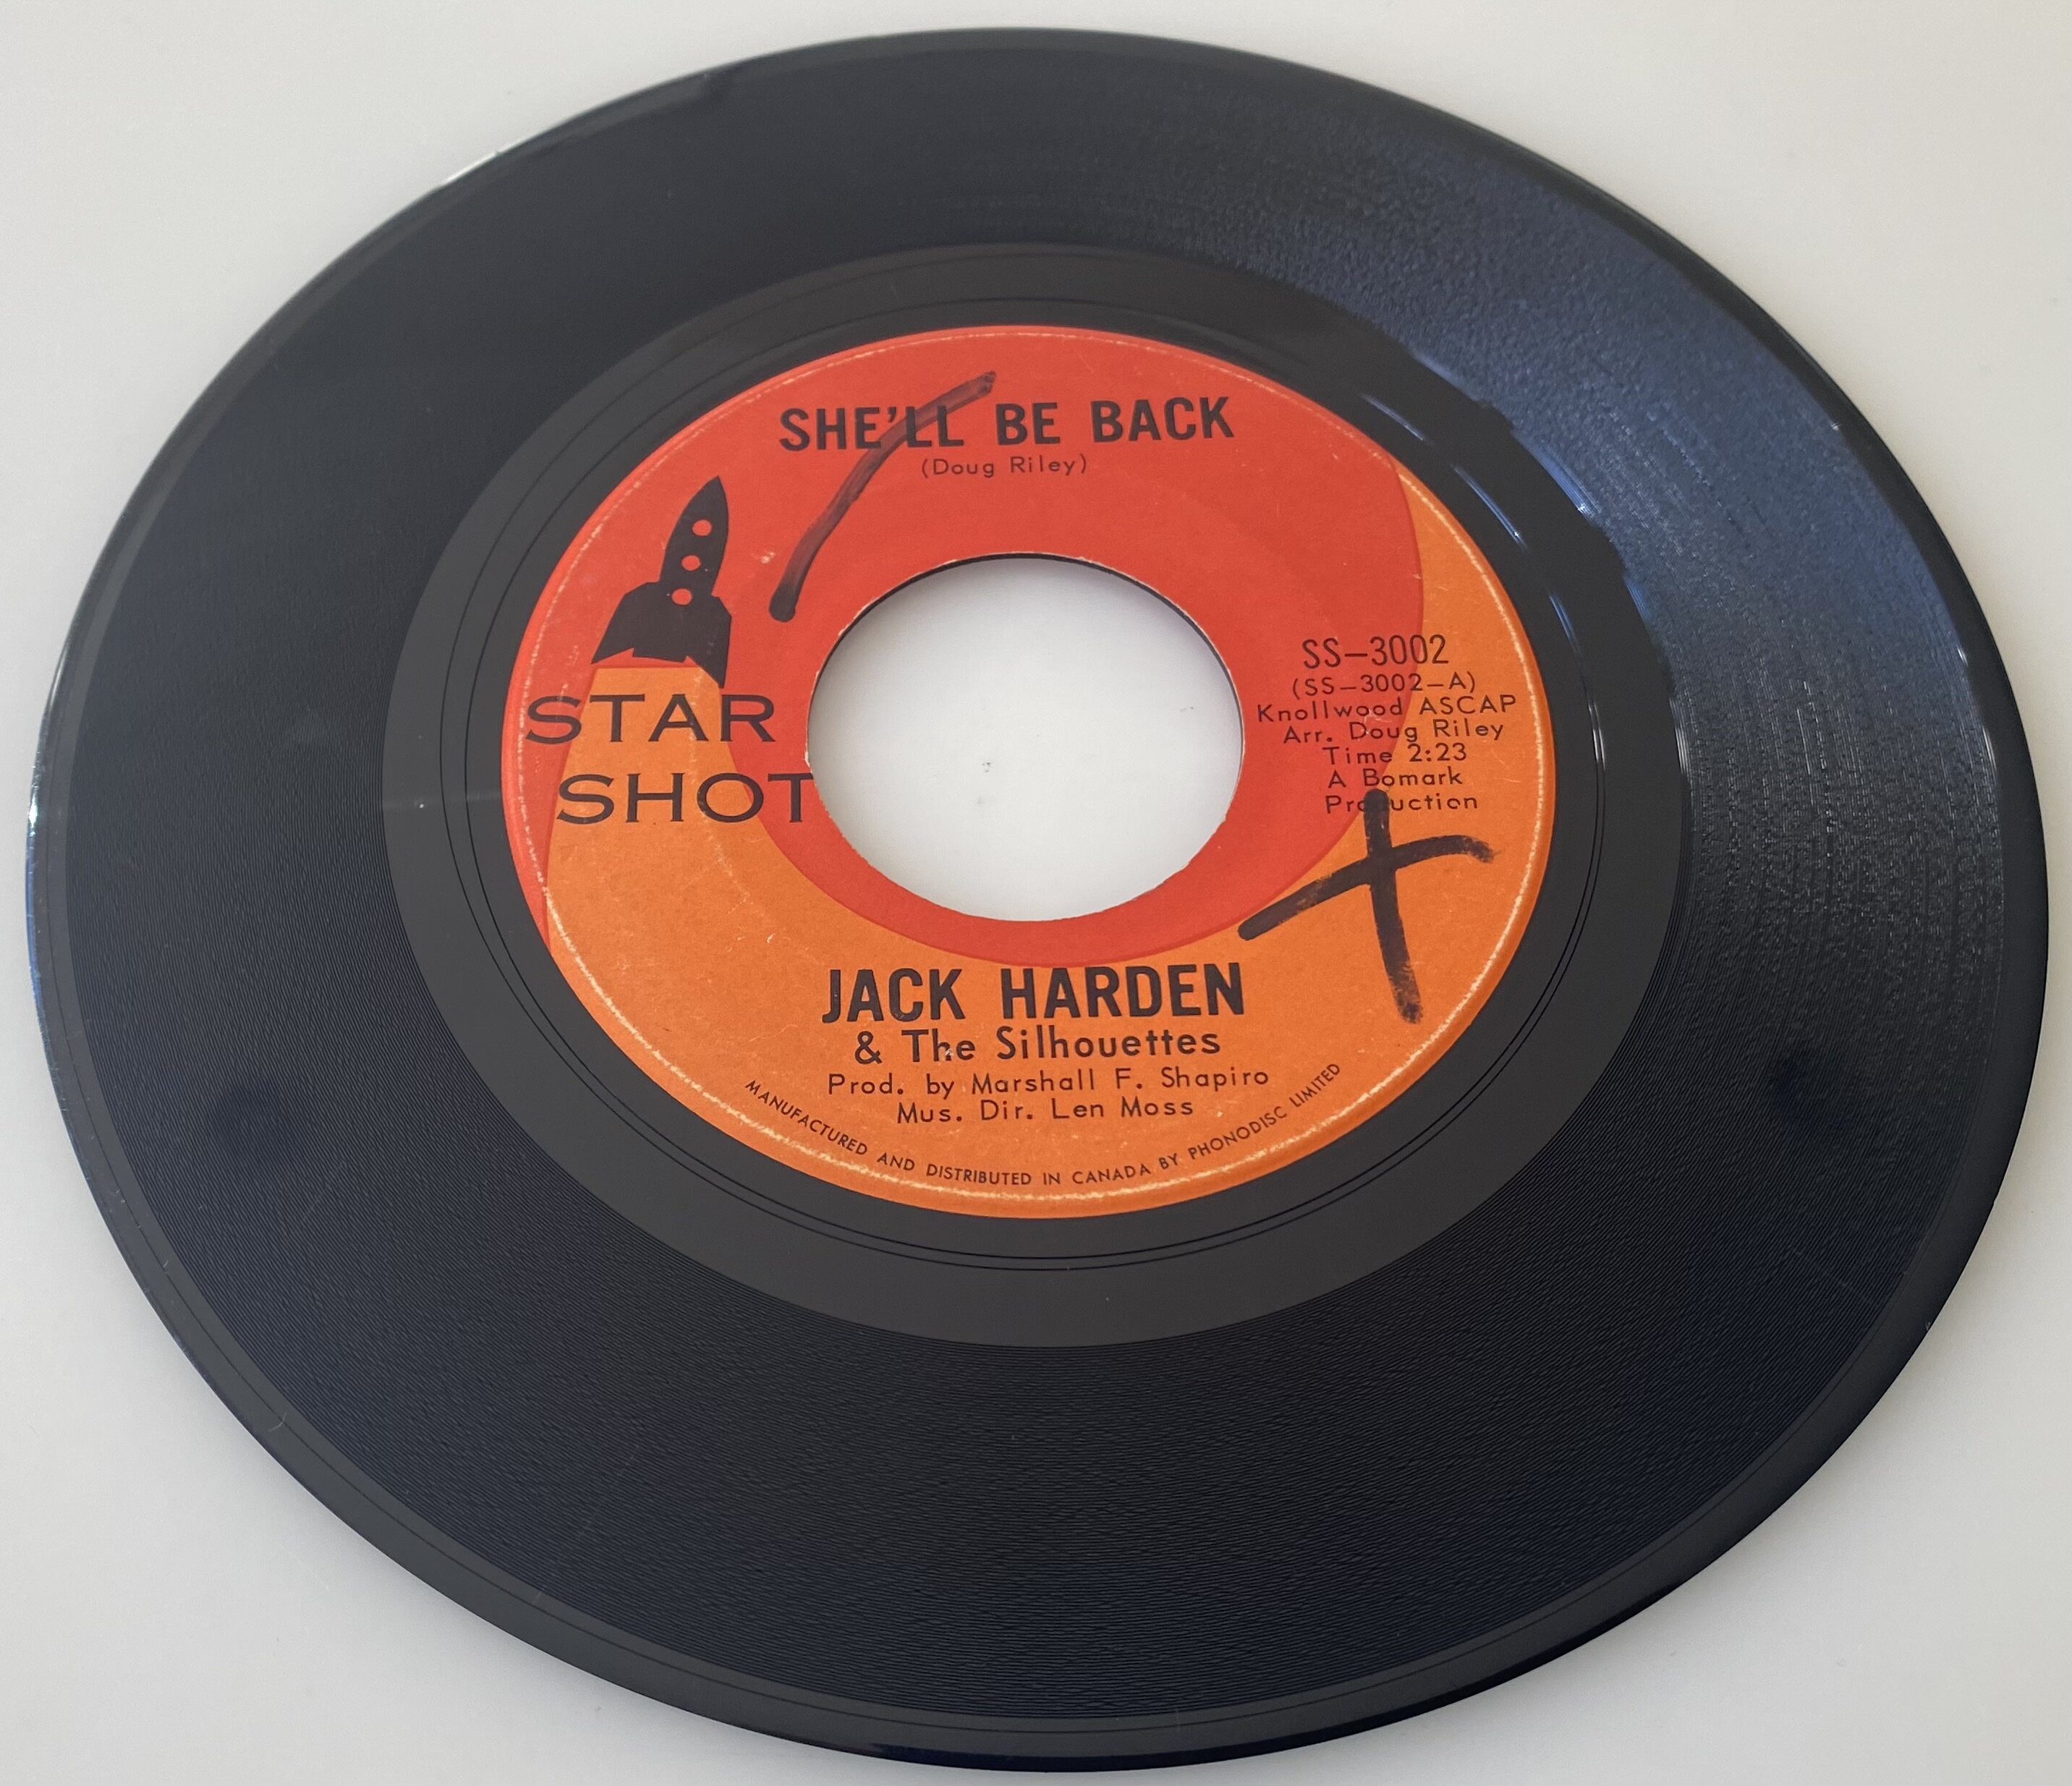 SHE'LL BE BACK
(Doug Riley)
STAR
SHOT
SS-3002
(SS-3002-A)
Knollwood ASCAP
Arr. Doug Riley
Time 2:23
A Bomark
Production
JACK HARDEN
& The Silhouettes
Prod. by Marshall F. Shapiro
Mus. Dir. Len Moss
MANUFACTURED AND DISTRIBUTED IN CANADA BY PHONODISC LIMITED